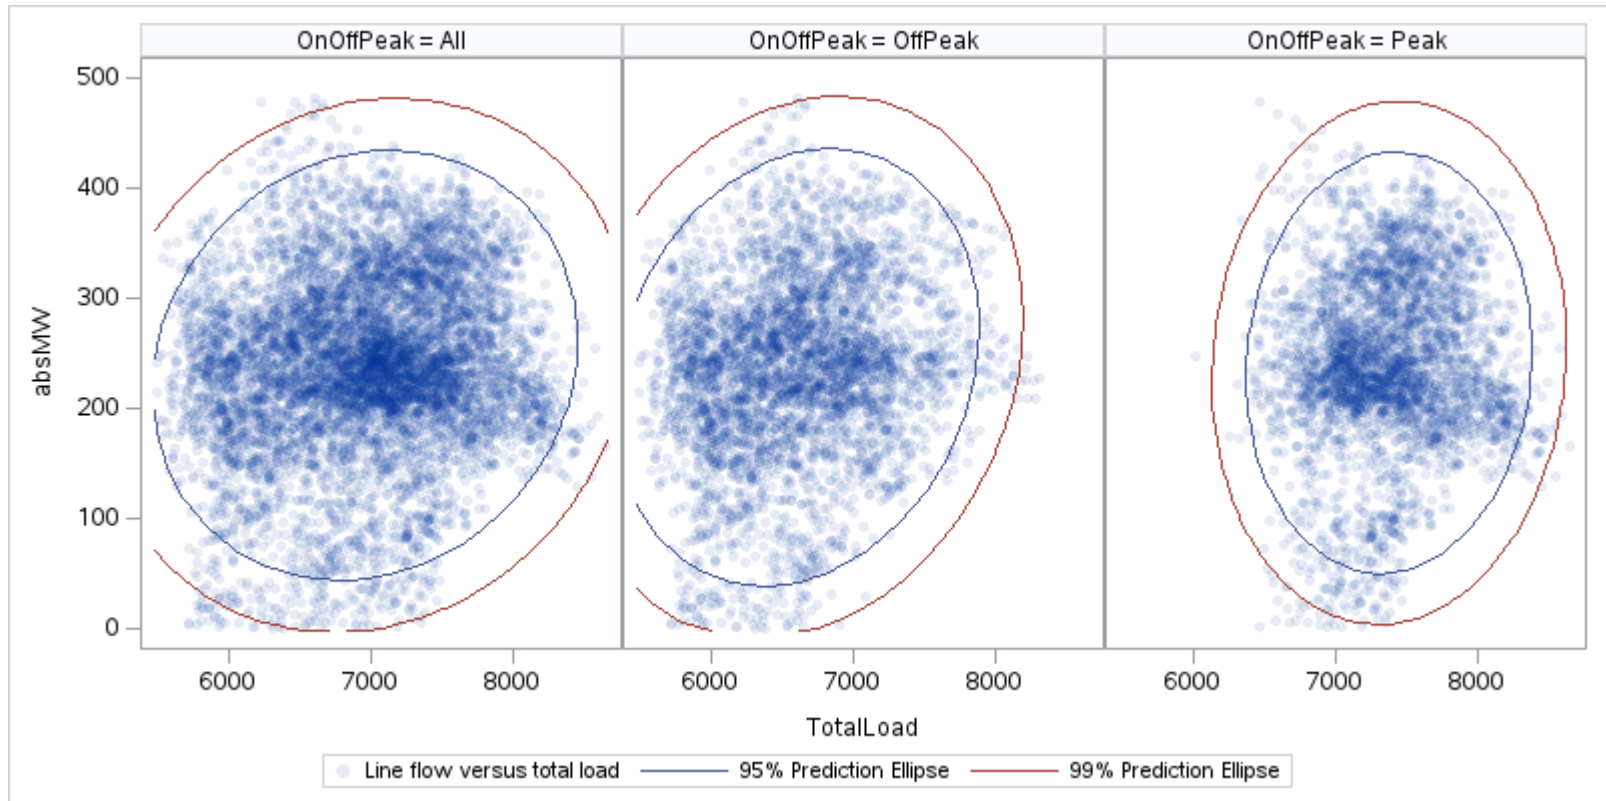 OnOffPeak = All
OnOffPeak = OffPeak
OnOffPeak = Peak
500
400
300
200
100
0
absMW
6000 7000 8000
6000 7000 8000
6000 7000 8000
TotalLoad
Line flow versus total load
95% Prediction Ellipse
99% Prediction Ellipse